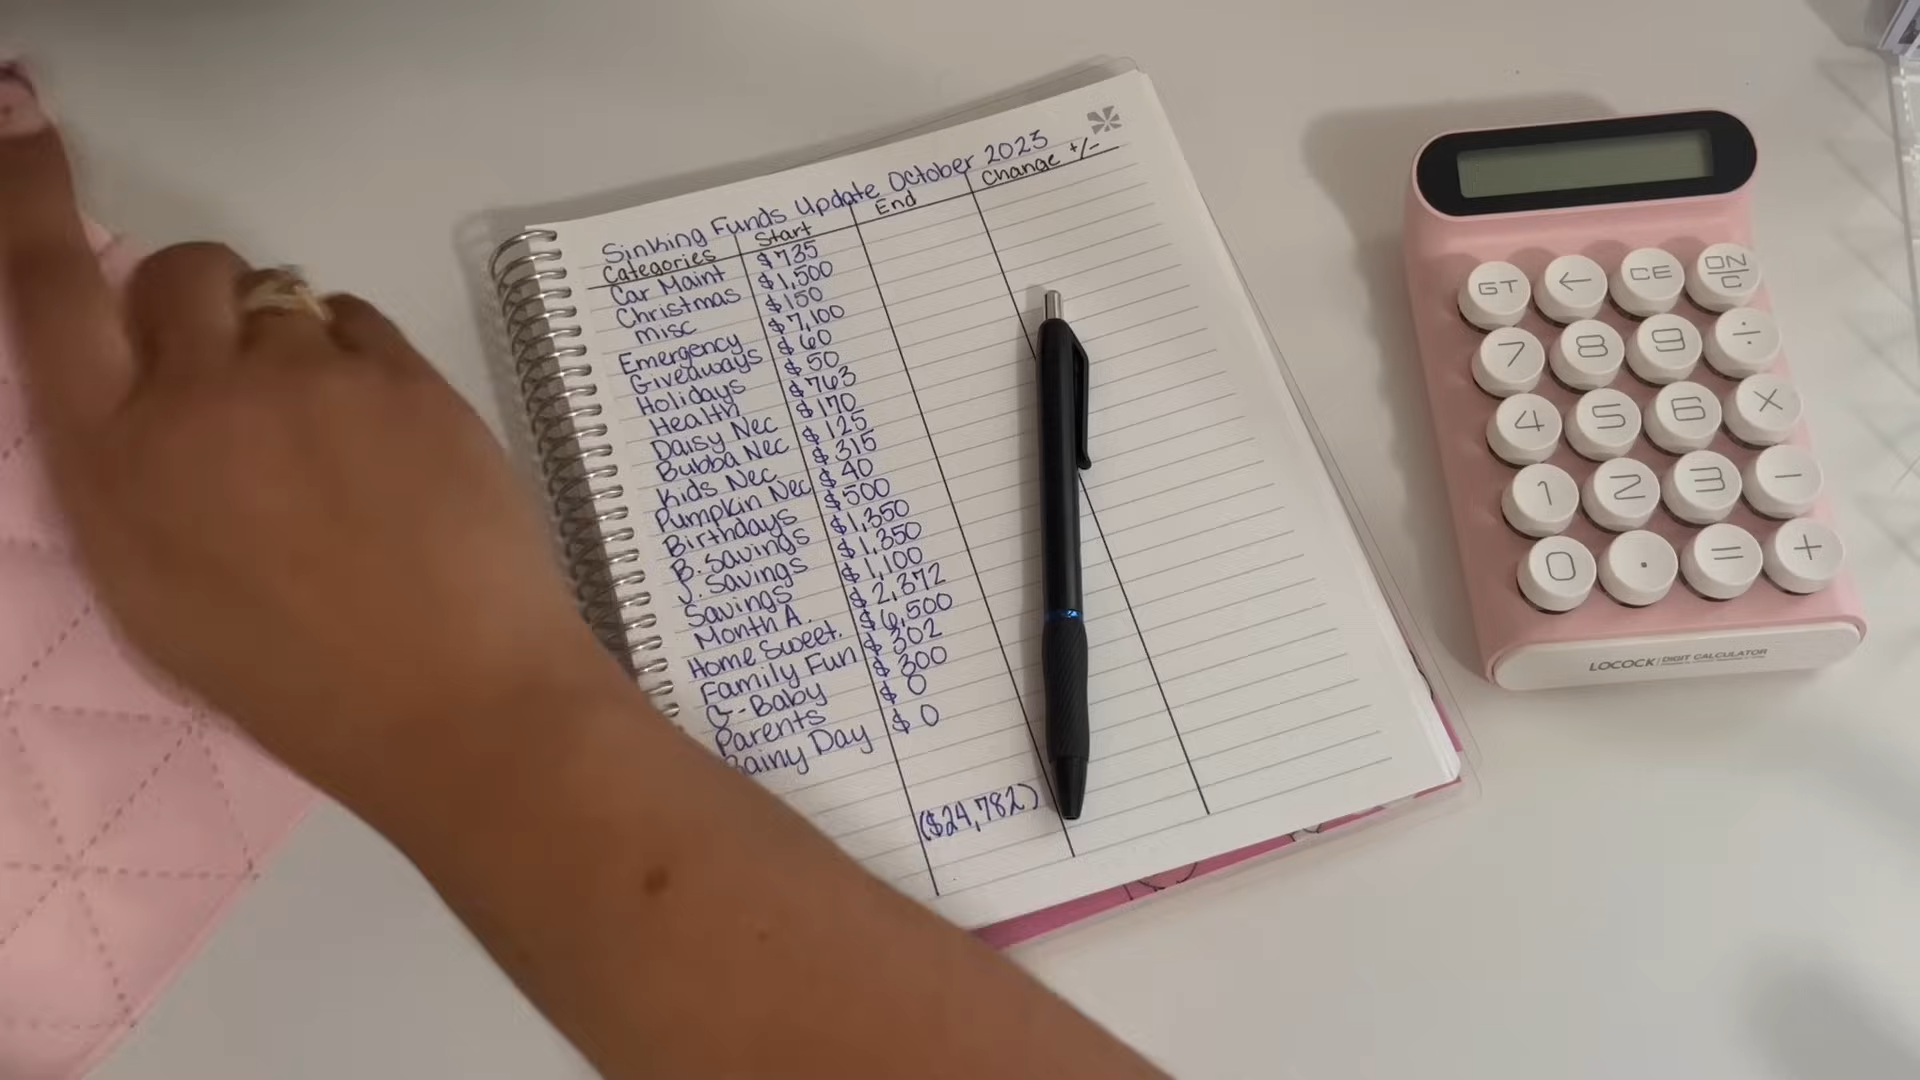 Sinking Funds Update October 2023
Categories Start End Change +/-
Car Maint $735
Christmas $1,500
Misc $150
Emergency $7,100
Giveaways $60
Holidays $50
Health $763
Daisy Nec $170
Bubba Nec $125
Kids Nec $315
Pumpkin Nec $40
Birthdays $500
B. Savings $1,350
J. Savings $1,350
Savings $1,100
Month A. $2,372
Home Sweet. $6,500
Family Fun $302
G-Baby $300
Parents $0
Rainy Day $0
($24,782)
GT ← CE ON/C
7 8 9 ÷
4 5 6 ×
1 2 3 −
0 . = +
LOCOCK | DIGIT CALCULATOR